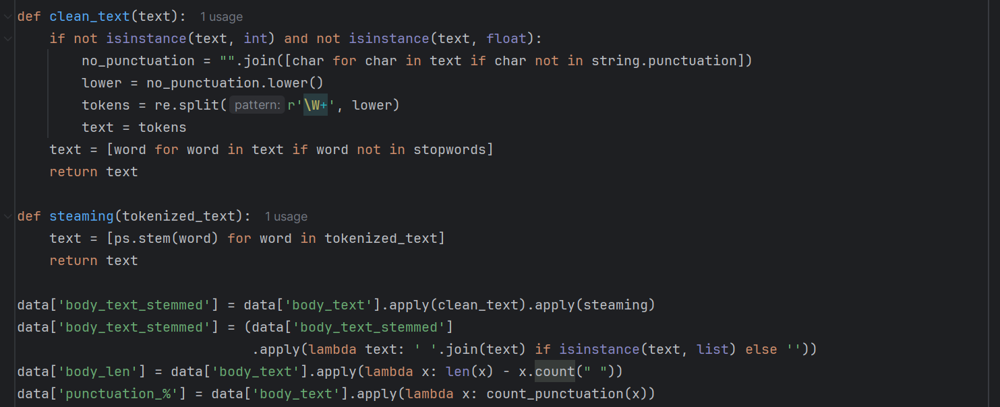 def clean_text(text):  1 usage
    if not isinstance(text, int) and not isinstance(text, float):
        no_punctuation = "".join([char for char in text if char not in string.punctuation])
        lower = no_punctuation.lower()
        tokens = re.split( pattern: r'\W+', lower)
        text = tokens
    text = [word for word in text if word not in stopwords]
    return text

def steaming(tokenized_text):  1 usage
    text = [ps.stem(word) for word in tokenized_text]
    return text

data['body_text_stemmed'] = data['body_text'].apply(clean_text).apply(steaming)
data['body_text_stemmed'] = (data['body_text_stemmed']
                             .apply(lambda text: ' '.join(text) if isinstance(text, list) else ''))
data['body_len'] = data['body_text'].apply(lambda x: len(x) - x.count(" "))
data['punctuation_%'] = data['body_text'].apply(lambda x: count_punctuation(x))